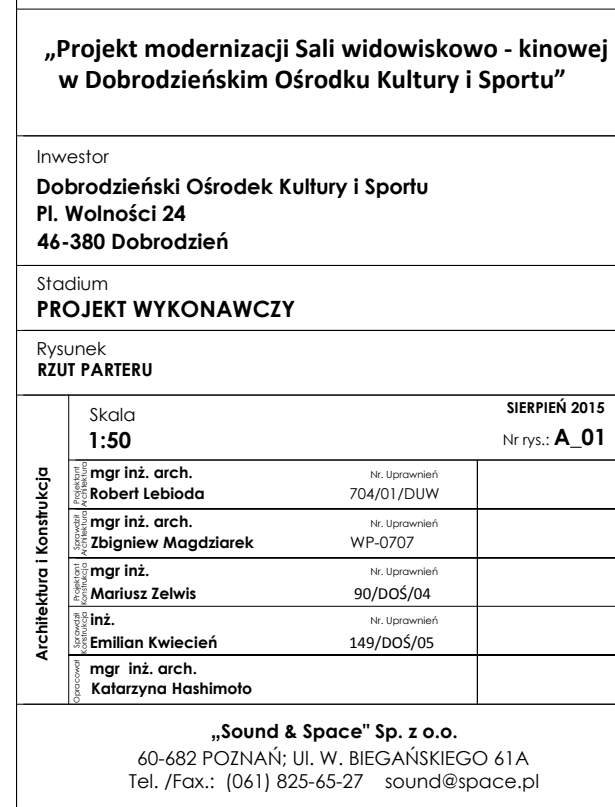 „Projekt modernizacji Sali widowiskowo - kinowej
w Dobrodzieńskim Ośrodku Kultury i Sportu”
Inwestor
Dobrodzieński Ośrodek Kultury i Sportu
Pl. Wolności 24
46-380 Dobrodzień
Stadium
PROJEKT WYKONAWCZY
Rysunek
RZUT PARTERU
Architektura i Konstrukcja
Skala
1:50
SIERPIEŃ 2015
Nr rys.: A_01
Projektant
Architektura
mgr inż. arch.
Robert Lebioda
Nr. Uprawnień
704/01/DUW
Sprawdził
Architektura
mgr inż. arch.
Zbigniew Magdziarek
Nr. Uprawnień
WP-0707
Projektant
Konstrukcja
mgr inż.
Mariusz Zelwis
Nr. Uprawnień
90/DOŚ/04
Sprawdził
Konstrukcja
inż.
Emilian Kwiecień
Nr. Uprawnień
149/DOŚ/05
Opracował
mgr inż. arch.
Katarzyna Hashimoto
„Sound & Space" Sp. z o.o.
60-682 POZNAŃ; Ul. W. BIEGAŃSKIEGO 61A
Tel. /Fax.: (061) 825-65-27 sound@space.pl